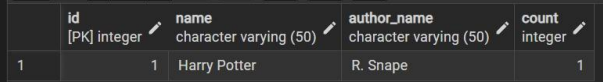 id name author_name count
[PK] integer character varying (50) character varying (50) integer
1 1 Harry Potter R. Snape 1